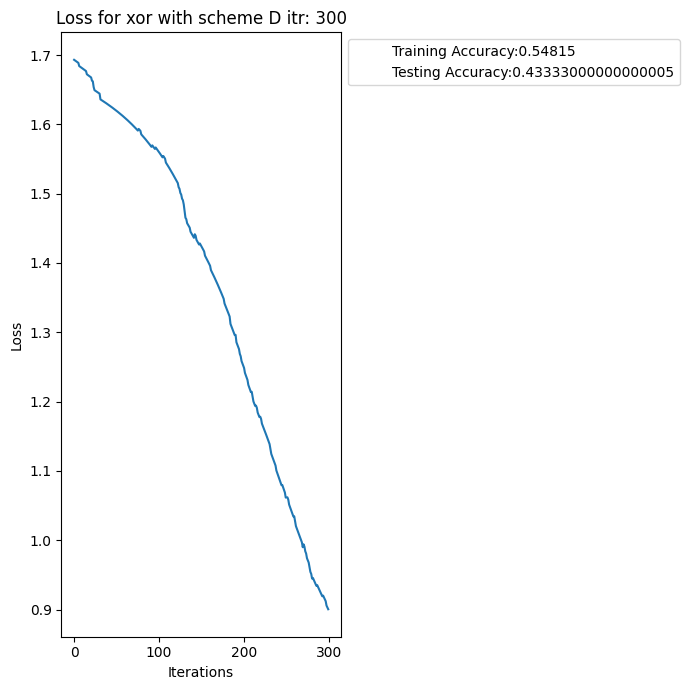 Loss for xor with scheme D itr: 300
Training Accuracy:0.54815
Testing Accuracy:0.43333000000000005
1.7
1.6
1.5
1.4
1.3
1.2
1.1
1.0
0.9
Loss
0 100 200 300
Iterations